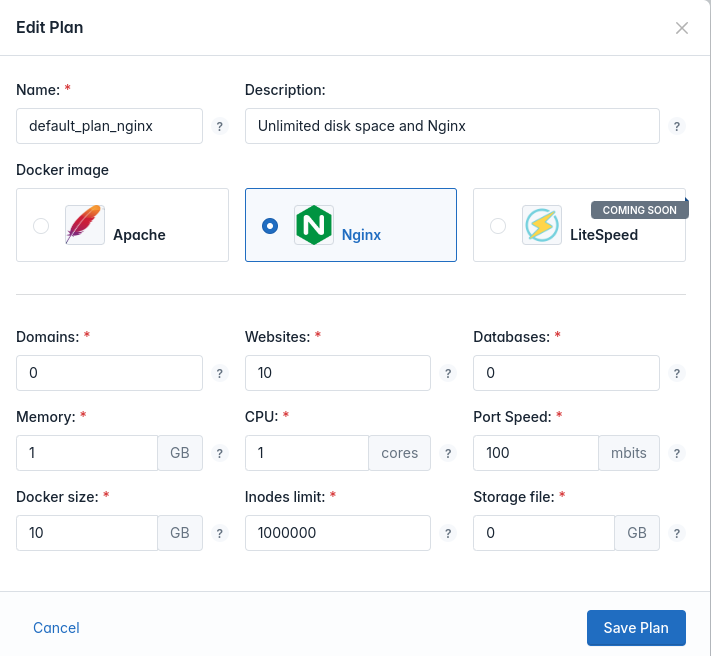 Edit Plan
Name: *
Description:
default_plan_nginx
?
Unlimited disk space and Nginx
?
Docker image
Apache
Nginx
COMING SOON
LiteSpeed
Domains: *
Websites: *
Databases: *
0
?
10
?
0
?
Memory: *
CPU: *
Port Speed: *
1
GB
?
1
cores
?
100
mbits
?
Docker size: *
Inodes limit: *
Storage file: *
10
GB
?
1000000
?
0
GB
?
Cancel
Save Plan